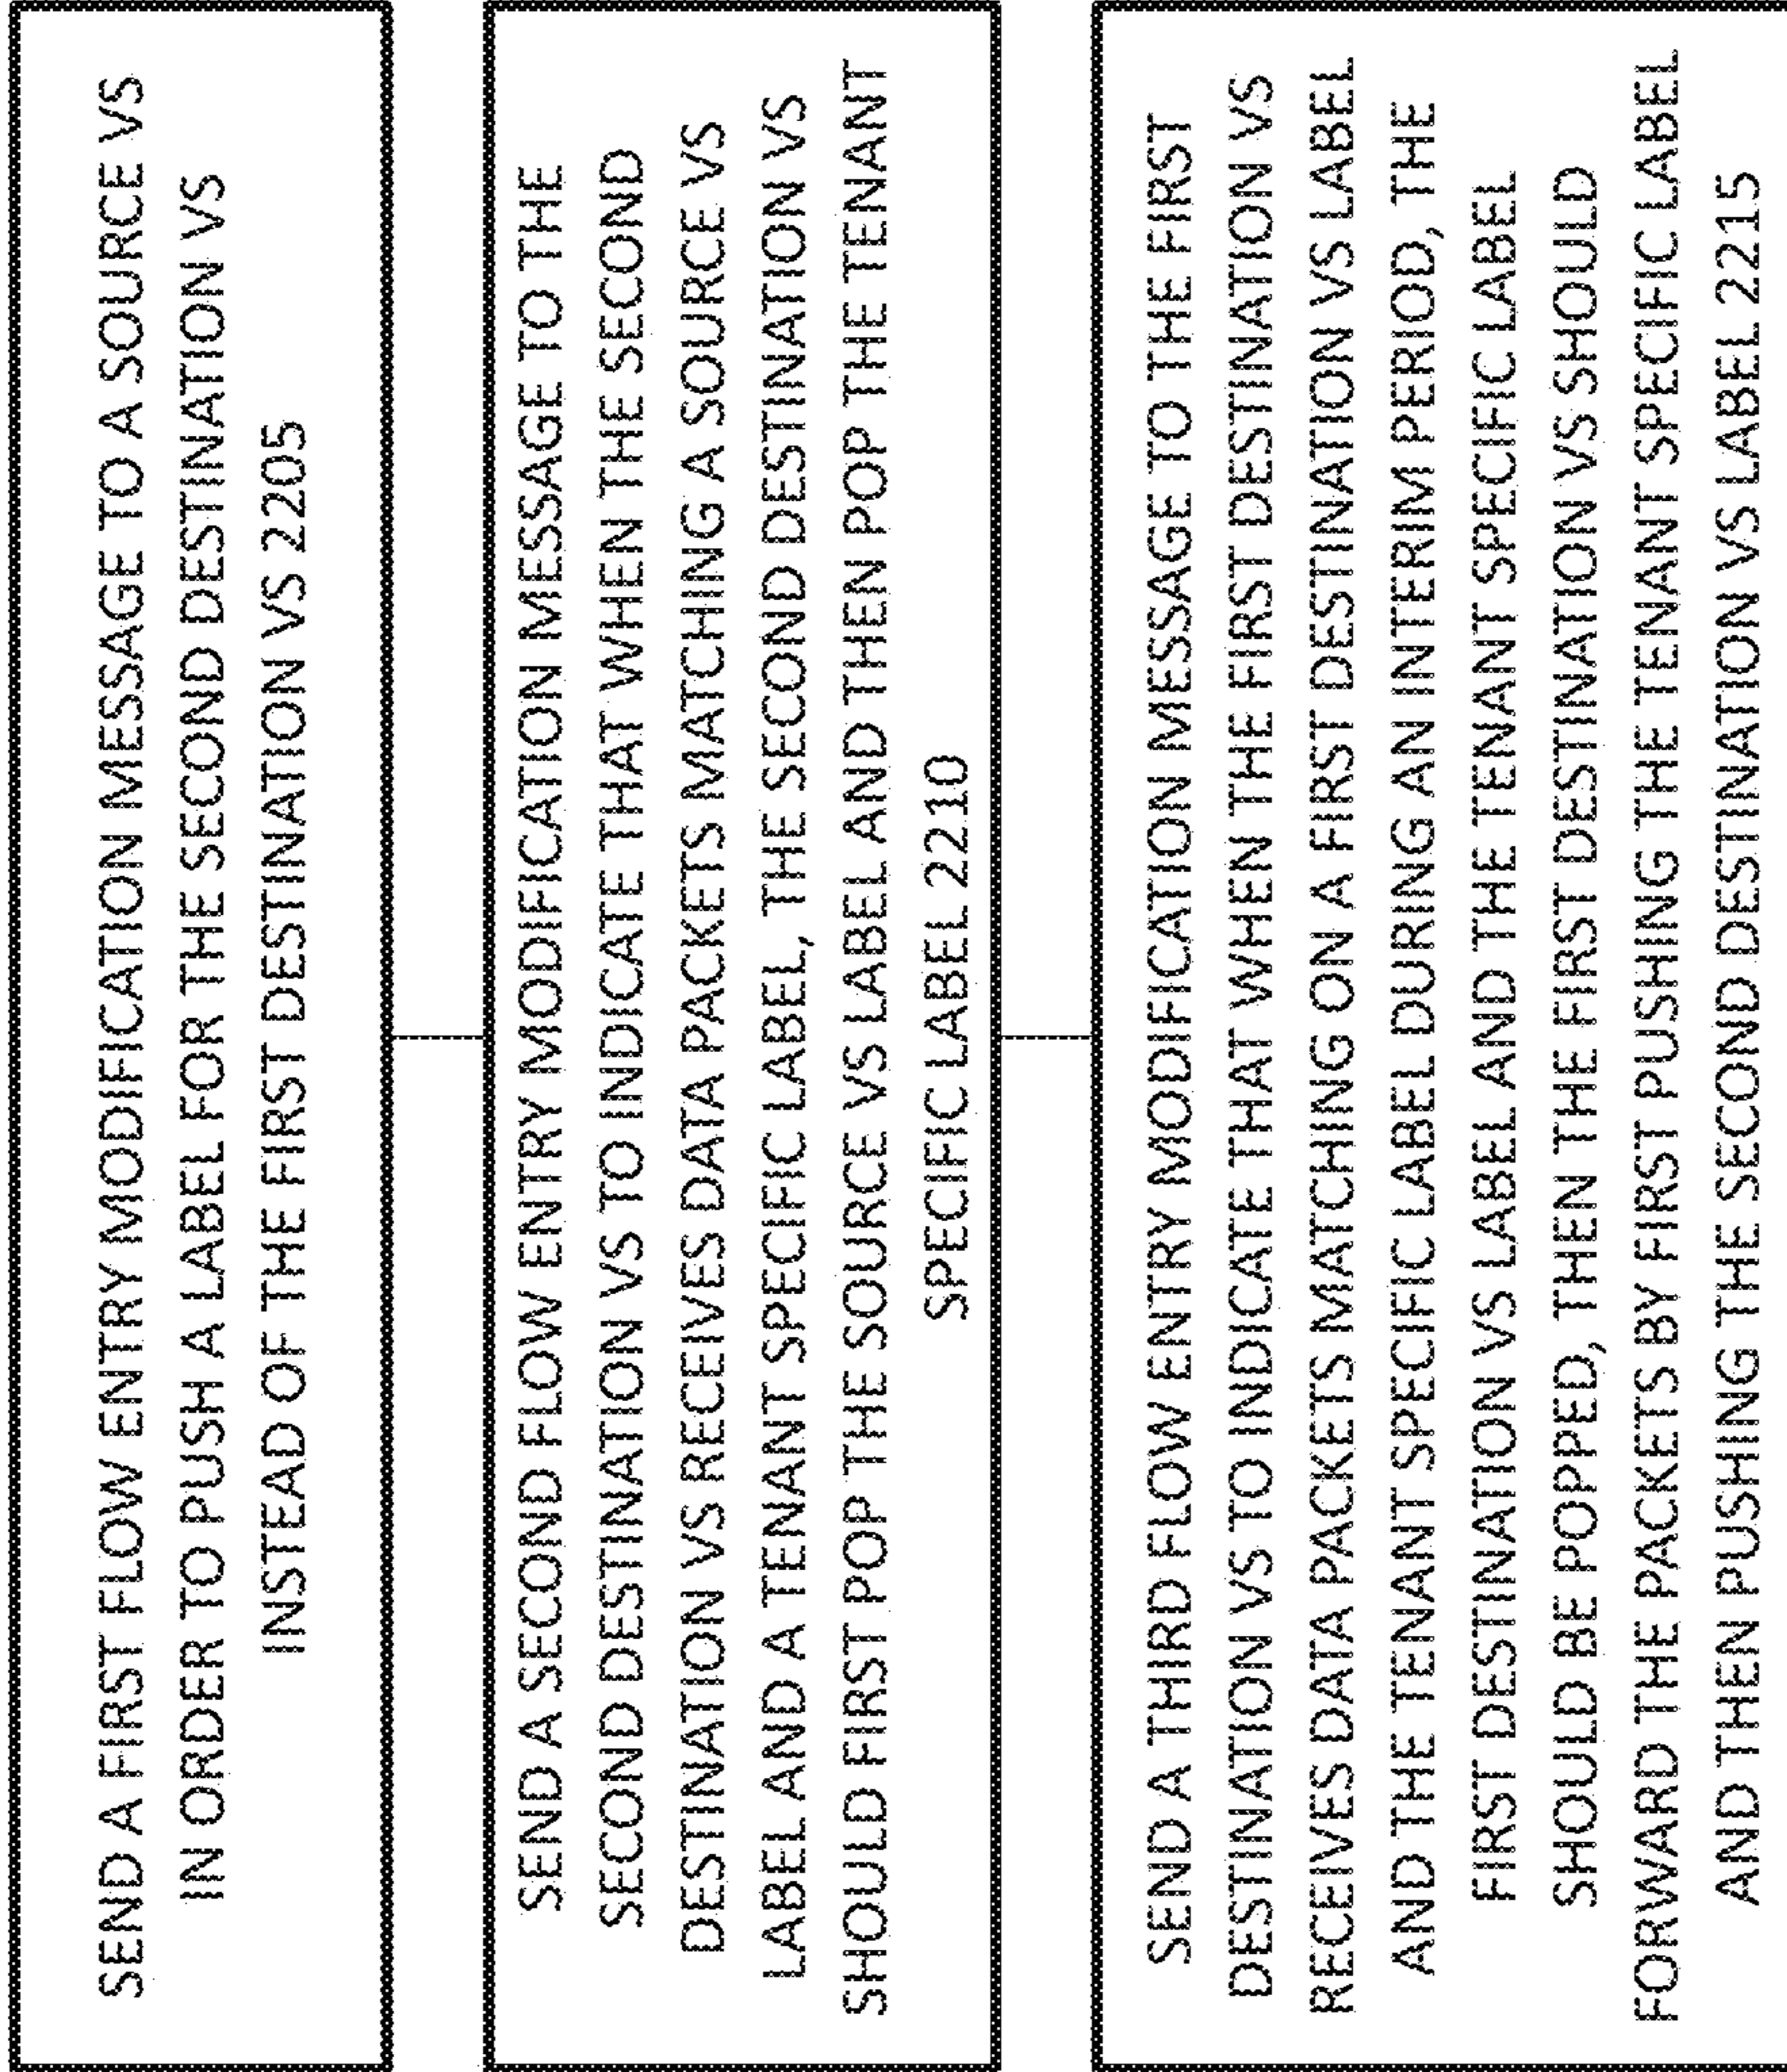 SEND A FIRST FLOW ENTRY MODIFICATION MESSAGE TO A SOURCE VS
IN ORDER TO PUSH A LABEL FOR THE SECOND DESTINATION VS
INSTEAD OF THE FIRST DESTINATION VS 2205
SEND A SECOND FLOW ENTRY MODIFICATION MESSAGE TO THE
SECOND DESTINATION VS TO INDICATE THAT WHEN THE SECOND
DESTINATION VS RECEIVES DATA PACKETS MATCHING A SOURCE VS
LABEL AND A TENANT SPECIFIC LABEL, THE SECOND DESTINATION VS
SHOULD FIRST POP THE SOURCE VS LABEL AND THEN POP THE TENANT
SPECIFIC LABEL 2210
SEND A THIRD FLOW ENTRY MODIFICATION MESSAGE TO THE FIRST
DESTINATION VS TO INDICATE THAT WHEN THE FIRST DESTINATION VS
RECEIVES DATA PACKETS MATCHING ON A FIRST DESTINATION VS LABEL
AND THE TENANT SPECIFIC LABEL DURING AN INTERIM PERIOD, THE
FIRST DESTINATION VS LABEL AND THE TENANT SPECIFIC LABEL
SHOULD BE POPPED, THEN THE FIRST DESTINATION VS SHOULD
FORWARD THE PACKETS BY FIRST PUSHING THE TENANT SPECIFIC LABEL
AND THEN PUSHING THE SECOND DESTINATION VS LABEL 2215